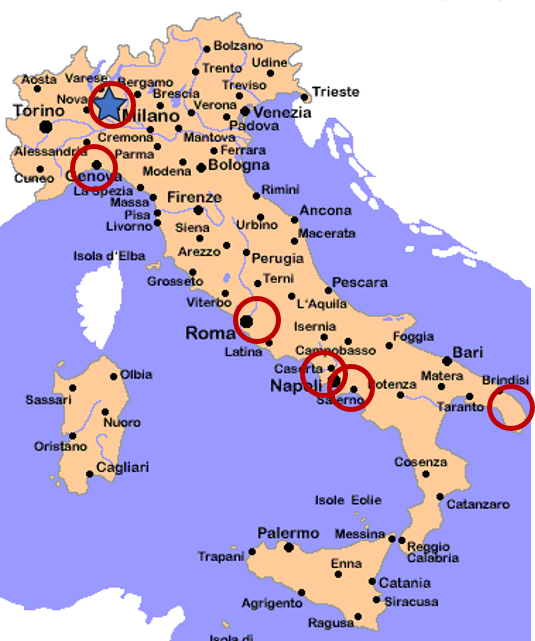 Bolzano
Udine
Trento
Aosta
Varese
Bergamo
Treviso
Trieste
Brescia
Nova
Verona
Venezia
Torino
Milano
Padova
Cremona
Mantova
Alessandria
Parma
Ferrara
Modena
Bologna
Cuneo
Genova
La Spezia
Rimini
Massa
Firenze
Pisa
Ancona
Livorno
Siena
Urbino
Macerata
Isola d'Elba
Arezzo
Perugia
Grosseto
Terni
Pescara
Viterbo
L'Aquila
Roma
Isernia
Foggia
Latina
Campobasso
Bari
Caserta
Olbia
Napoli
Potenza
Matera
Brindisi
Sassari
Salerno
Taranto
Nuoro
Oristano
Cosenza
Cagliari
Isole Eolie
Catanzaro
Palermo
Messina
Reggio
Calabria
Trapani
Enna
Catania
Agrigento
Siracusa
Ragusa
Isola di